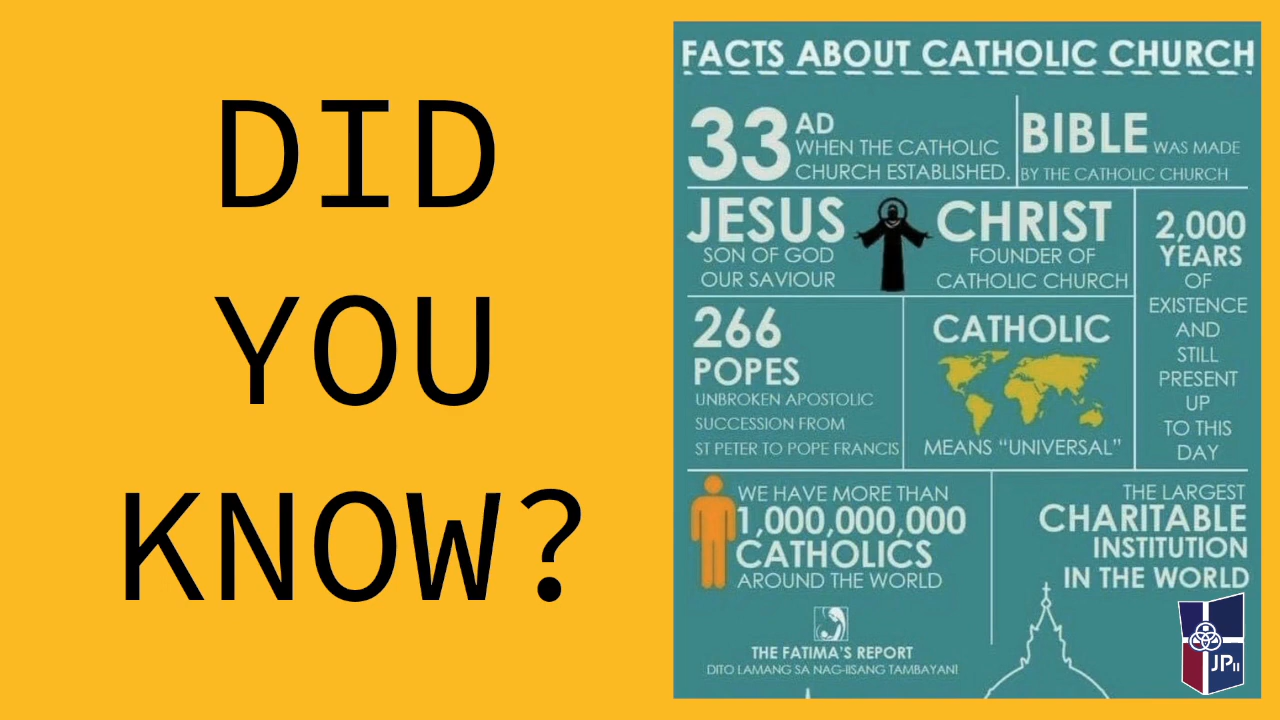 DID
YOU
KNOW?
FACTS ABOUT CATHOLIC CHURCH
33 AD
WHEN THE CATHOLIC
CHURCH ESTABLISHED.
BIBLE WAS MADE
BY THE CATHOLIC CHURCH
JESUS
SON OF GOD
OUR SAVIOUR
CHRIST
FOUNDER OF
CATHOLIC CHURCH
2,000
YEARS
OF
EXISTENCE
AND
STILL
PRESENT
UP
TO THIS
DAY
266
POPES
UNBROKEN APOSTOLIC
SUCCESSION FROM
ST PETER TO POPE FRANCIS
CATHOLIC
MEANS “UNIVERSAL”
WE HAVE MORE THAN
1,000,000,000
CATHOLICS
AROUND THE WORLD
THE LARGEST
CHARITABLE
INSTITUTION
IN THE WORLD
THE FATIMA'S REPORT
DITO LAMANG SA NAG-IISANG TAMBAYAN!
JPII